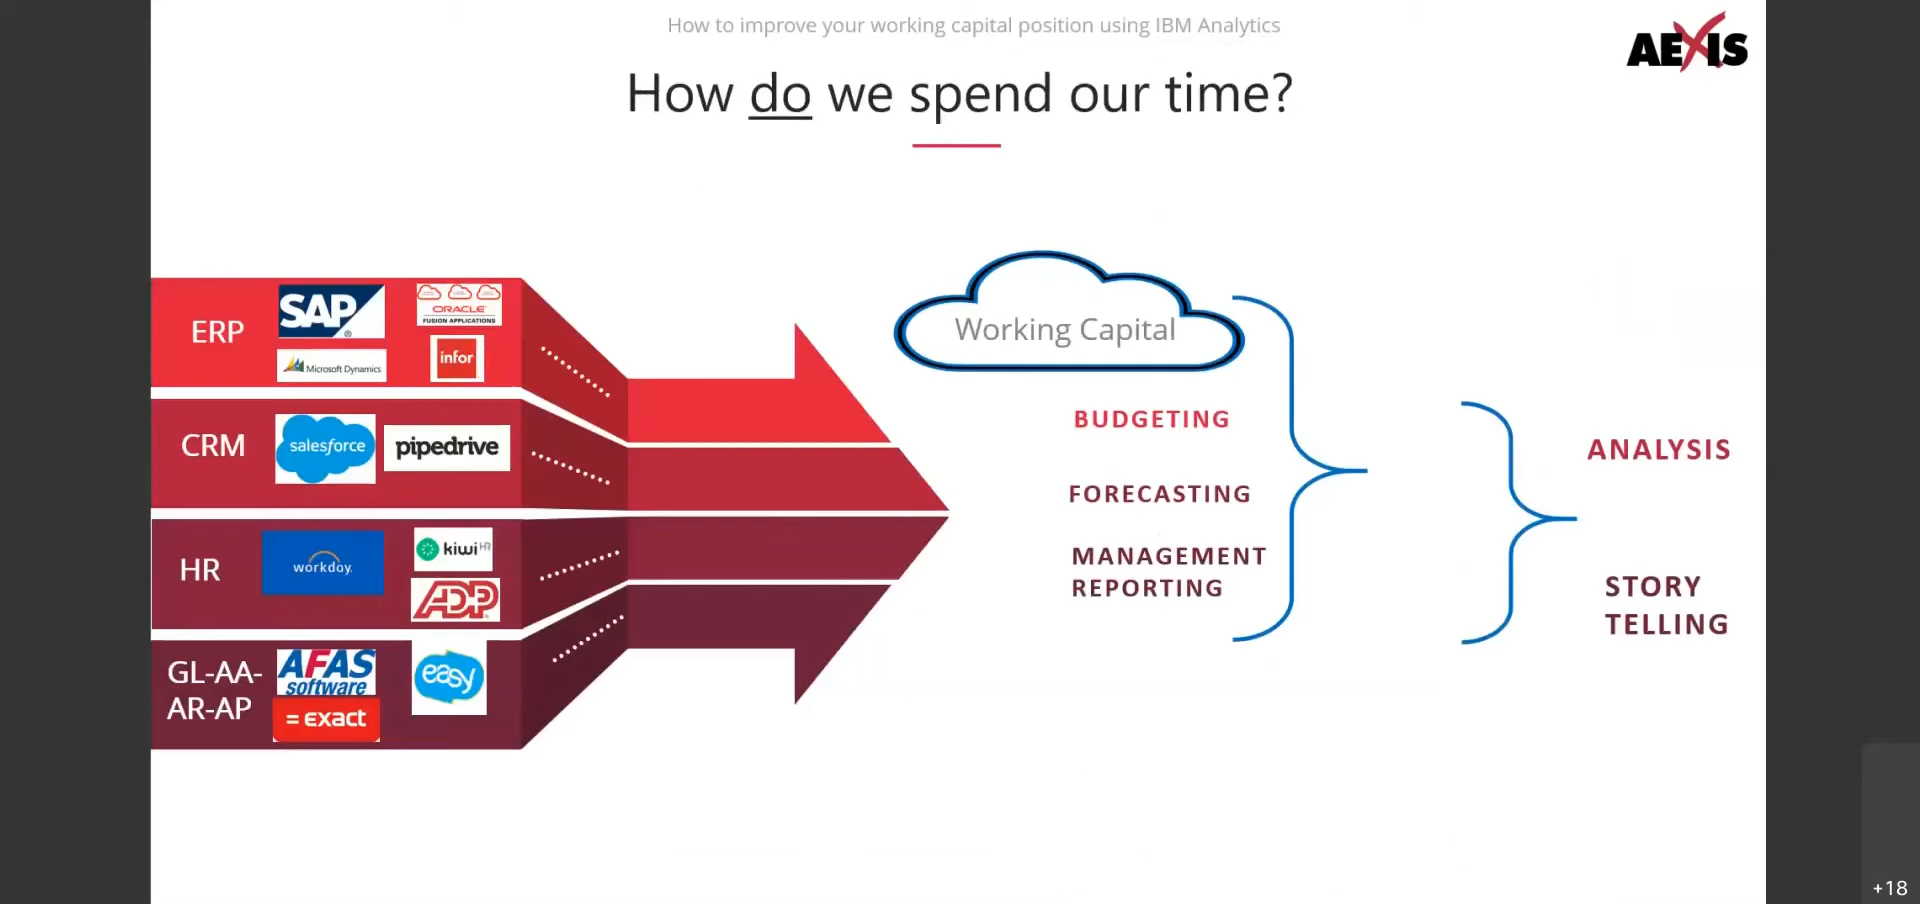 How to improve your working capital position using IBM Analytics
AEXIS
How do we spend our time?
ERP
SAP
®
ORACLE
FUSION APPLICATIONS
Microsoft Dynamics
infor
CRM
salesforce
pipedrive
HR
workday.
kiwi HR
ADP
GL-AA-
AR-AP
AFAS
software
= exact
easy
Working Capital
BUDGETING
FORECASTING
MANAGEMENT
REPORTING
ANALYSIS
STORY
TELLING
+18